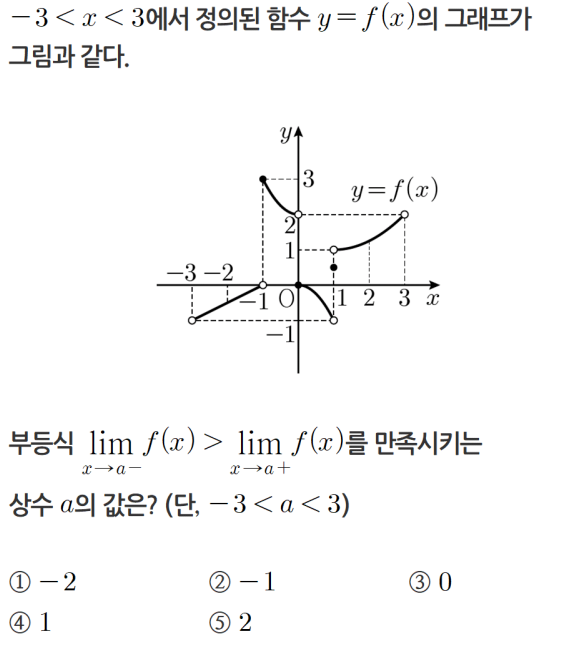 −3 < x < 3에서 정의된 함수 y = f(x)의 그래프가
그림과 같다.
y
3
y=f(x)
2
1
−3 −2
−1 O 1 2 3 x
−1
부등식 lim f(x) > lim f(x)를 만족시키는
x→a− x→a+
상수 a의 값은? (단, −3 < a < 3)
① −2 ② −1 ③ 0
④ 1 ⑤ 2